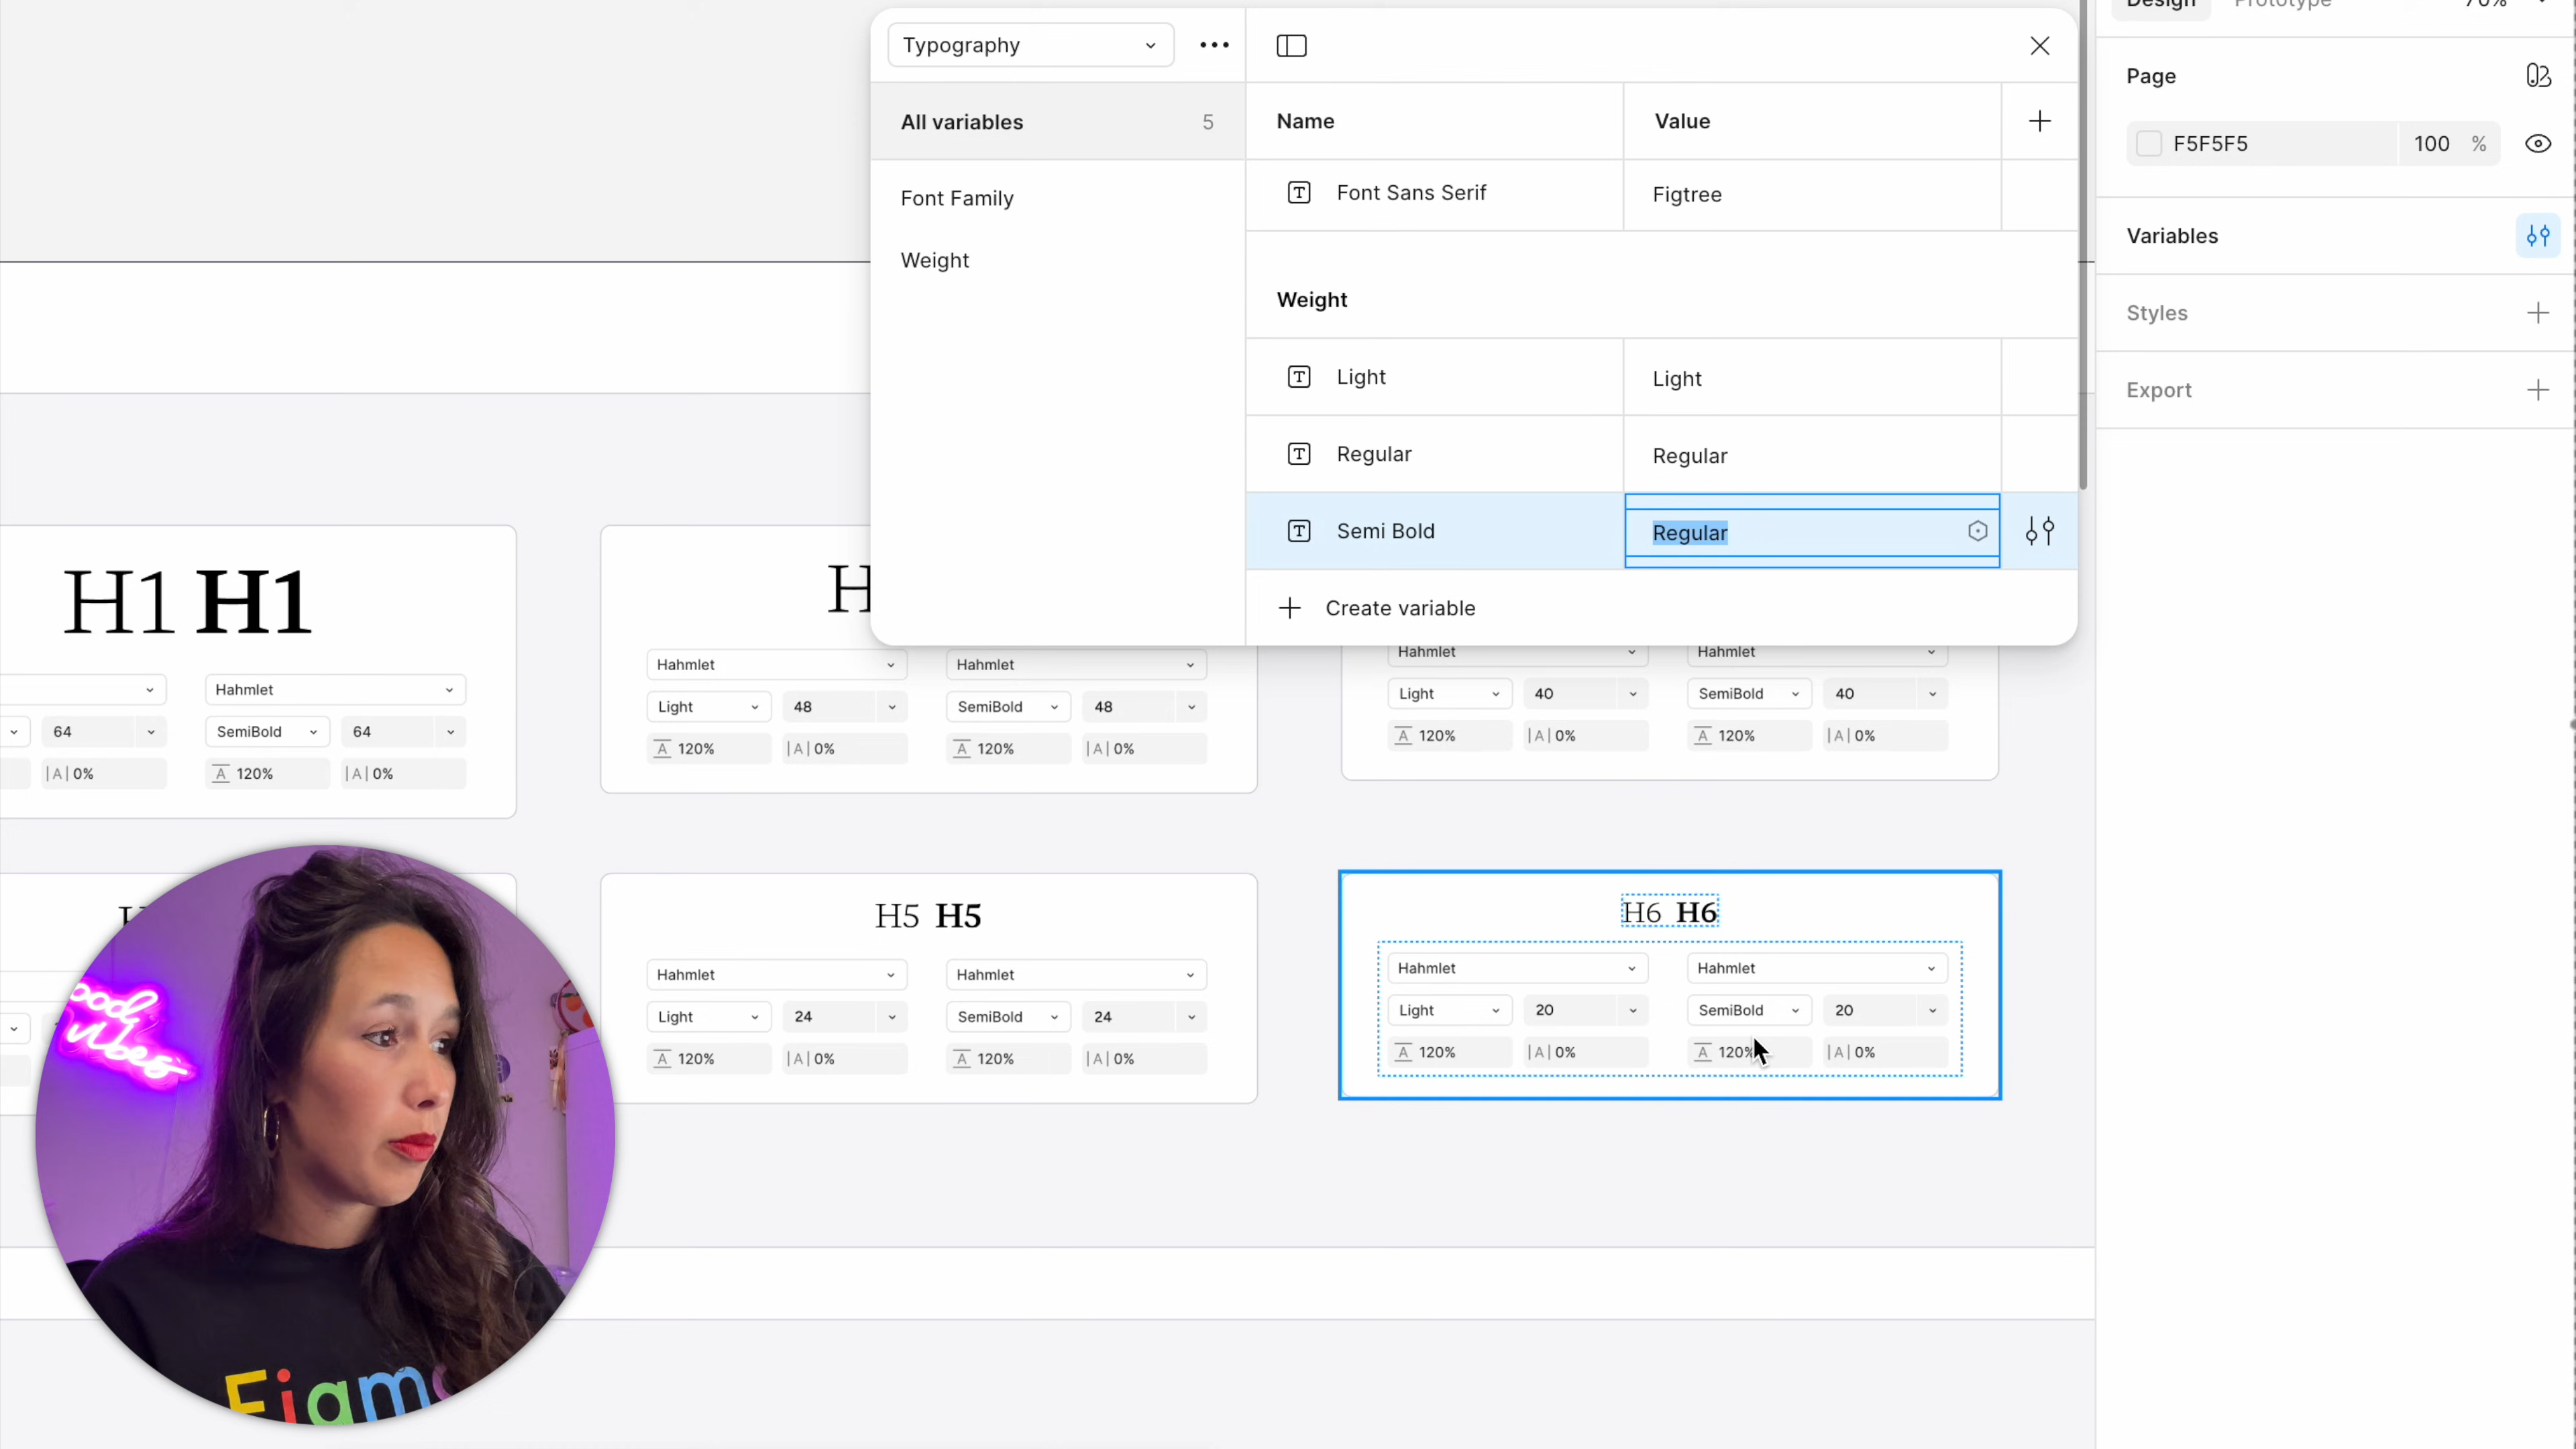 Design Prototype 70%
Typography
All variables 5
Font Family
Weight
Name Value
Font Sans Serif Figtree
Weight
Light Light
Regular Regular
Semi Bold Regular
Create variable
Page
F5F5F5 100 %
Variables
Styles
Export
H1 H1
Hahmlet
64 SemiBold 64
|A| 0% A 120% |A| 0%
H
Hahmlet Hahmlet
Light 48 SemiBold 48
A 120% |A| 0% A 120% |A| 0%
Hahmlet Hahmlet
Light 40 SemiBold 40
A 120% |A| 0% A 120% |A| 0%
H5 H5
Hahmlet Hahmlet
Light 24 SemiBold 24
A 120% |A| 0% A 120% |A| 0%
H6 H6
Hahmlet Hahmlet
Light 20 SemiBold 20
A 120% |A| 0% A 120% |A| 0%
ood
vibes
Figma